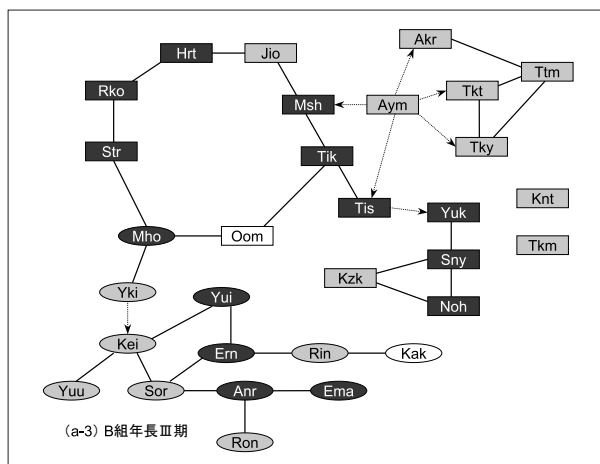 Akr
Hrt
Jio
Ttm
Rko
Tkt
Msh
Aym
Str
Tik
Tky
Tis
Yuk
Knt
Mho
Oom
Tkm
Sny
Kzk
Yki
Yui
Noh
Kei
Ern
Rin
Kak
Yuu
Sor
Anr
Ema
(a-3) B組年長Ⅲ期
Ron